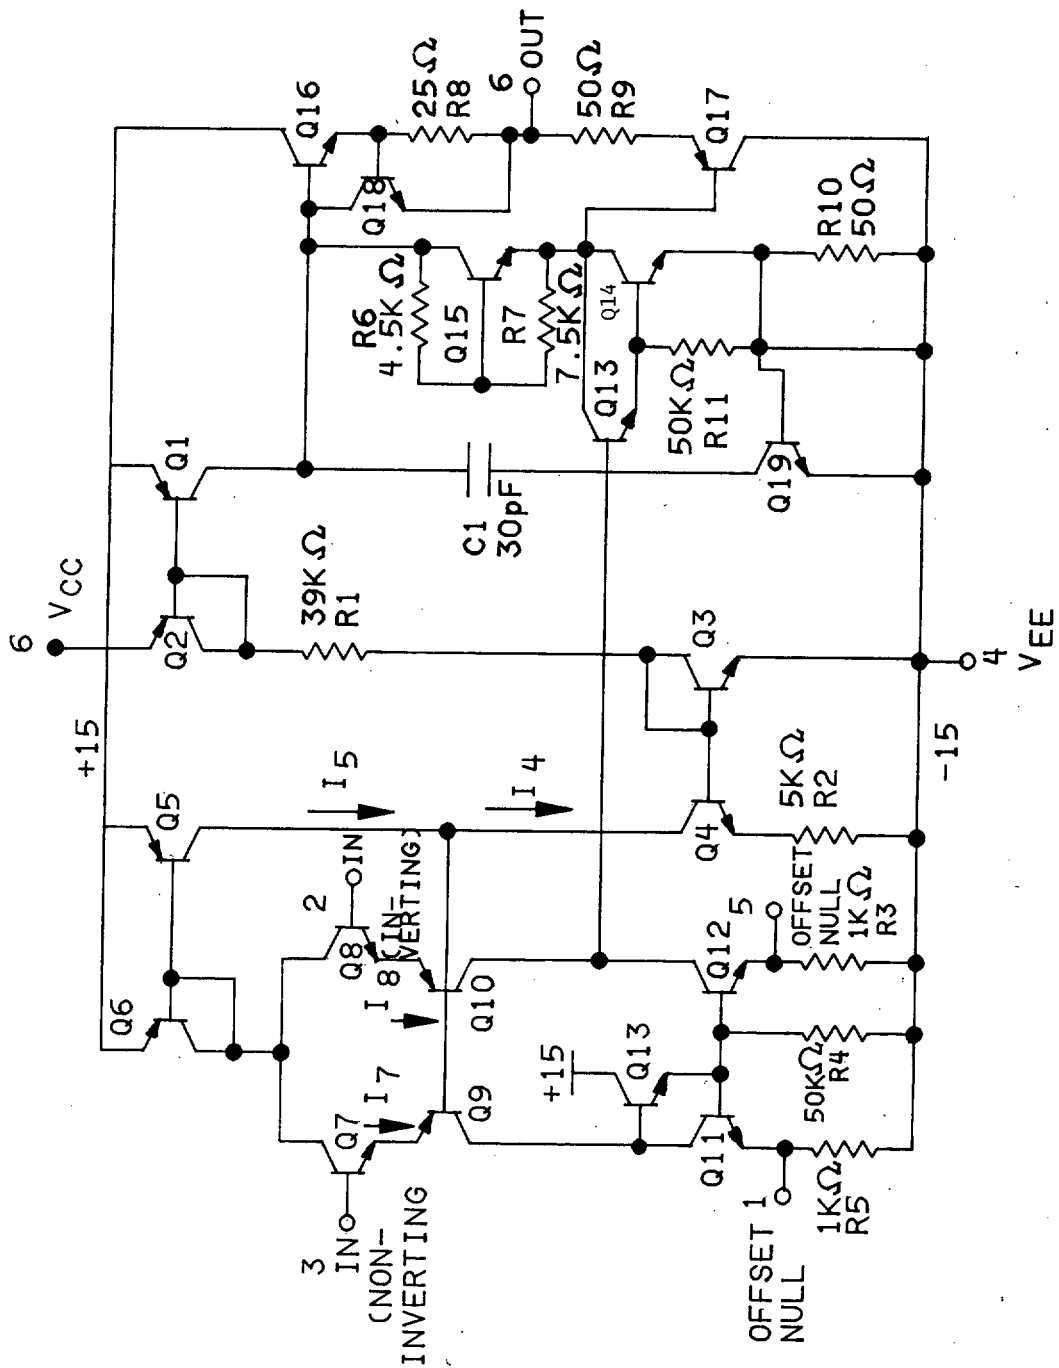 6
VCC
+15
Q6
Q5
Q2
Q1
Q16
Q18
25Ω
R8
6
OUT
50Ω
R9
Q17
R6
4.5KΩ
Q15
R7
7.5KΩ
Q14
Q13
50KΩ
R11
R10
50Ω
Q19
C1
30pF
39KΩ
R1
Q3
4
VEE
-15
I5
I4
2
IN
(IN-
VERTING)
Q8
I8
Q10
Q7
I7
Q9
3
IN
(NON-
INVERTING
+15
Q13
Q11
Q12
Q4
5KΩ
R2
5
OFFSET
NULL
1KΩ
R3
50KΩ
R4
1KΩ
R5
OFFSET 1
NULL